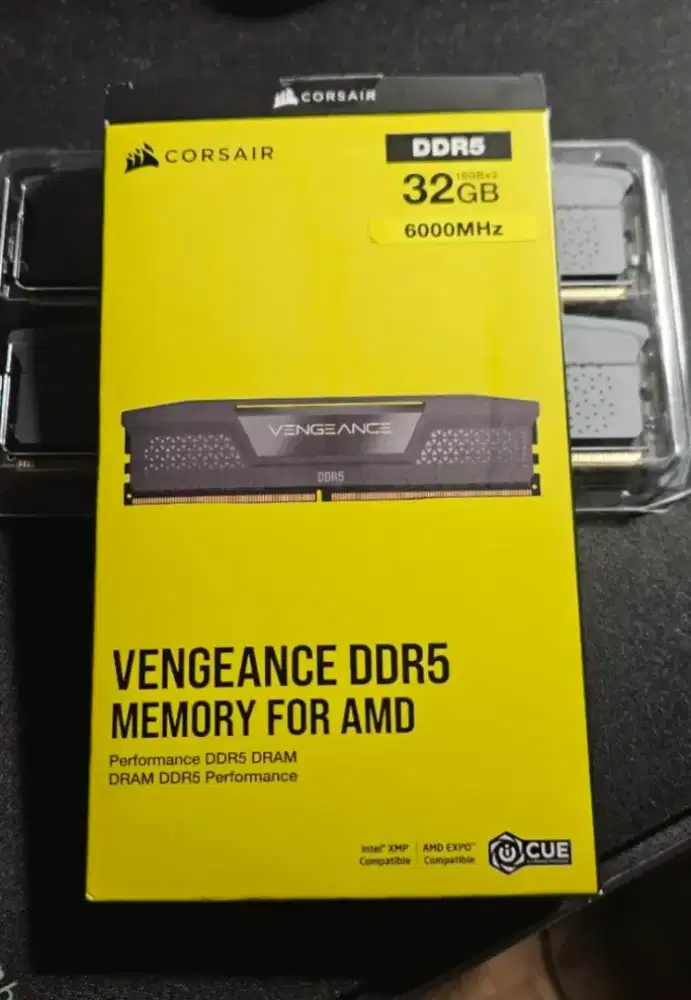 CORSAIR
CORSAIR
DDR5
16GBx2
32GB
6000MHz
VENGEANCE
DDR5
VENGEANCE DDR5
MEMORY FOR AMD
Performance DDR5 DRAM
DRAM DDR5 Performance
Intel® XMP
Compatible
AMD EXPO™
Compatible
CUE